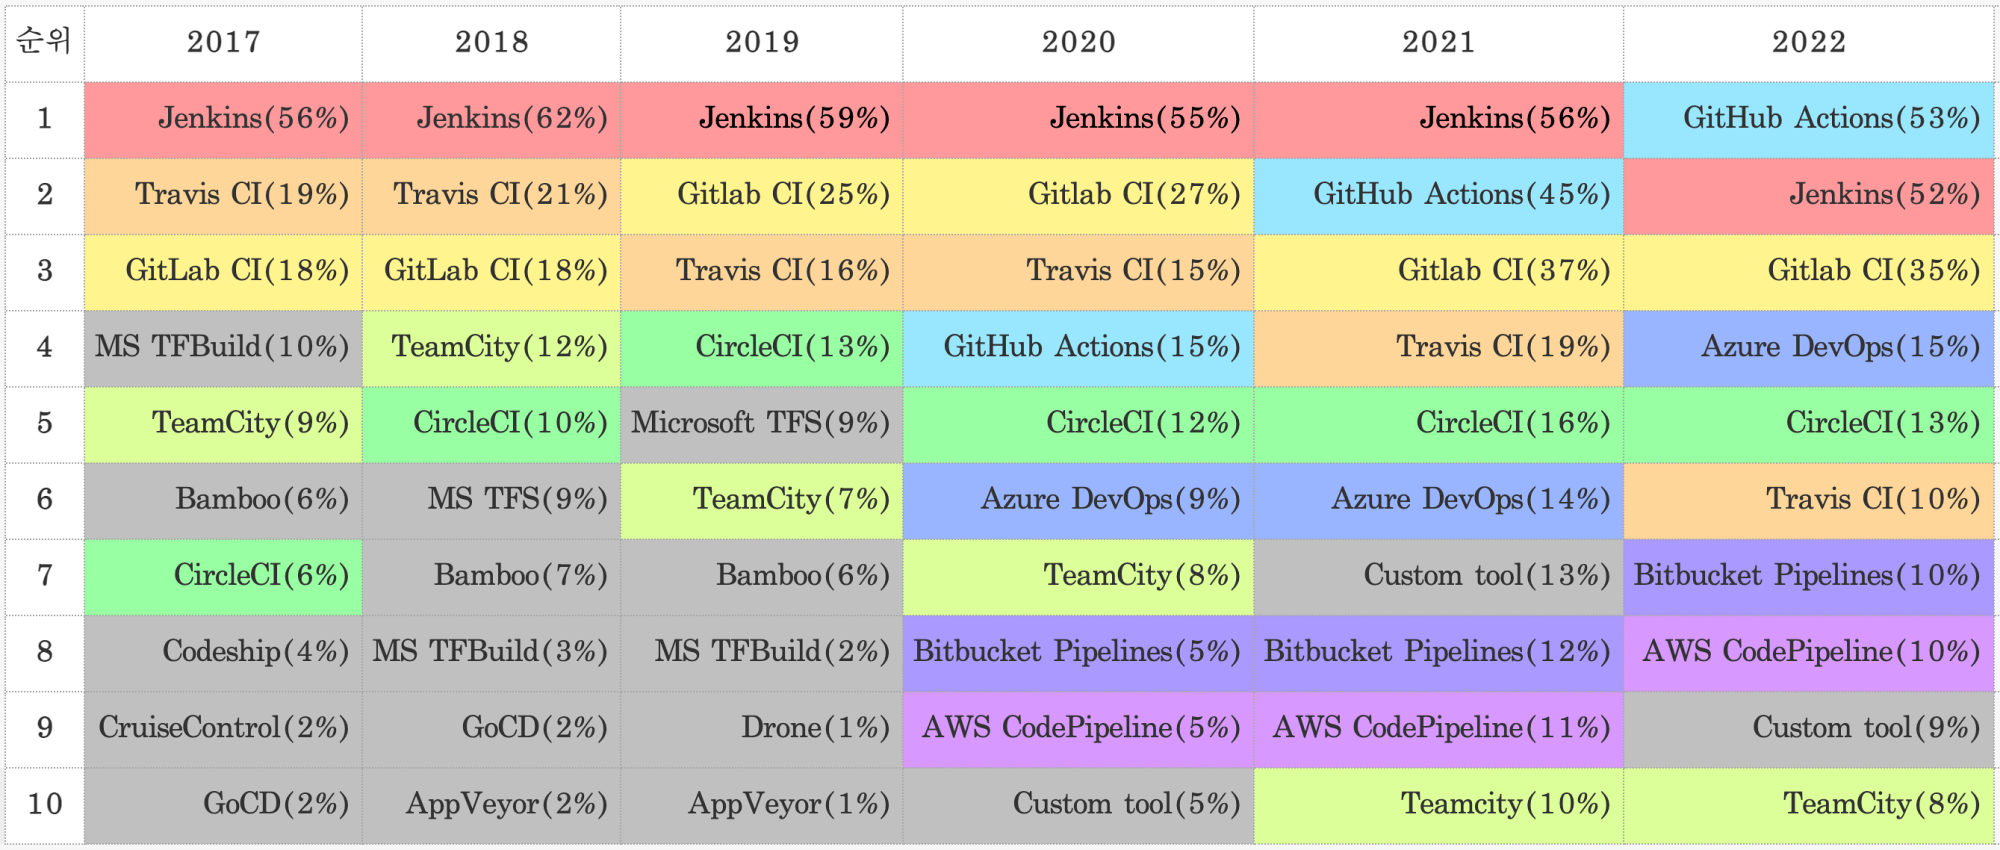 순위 2017 2018 2019 2020 2021 2022
1 Jenkins(56%) Jenkins(62%) Jenkins(59%) Jenkins(55%) Jenkins(56%) GitHub Actions(53%)
2 Travis CI(19%) Travis CI(21%) Gitlab CI(25%) Gitlab CI(27%) GitHub Actions(45%) Jenkins(52%)
3 GitLab CI(18%) GitLab CI(18%) Travis CI(16%) Travis CI(15%) Gitlab CI(37%) Gitlab CI(35%)
4 MS TFBuild(10%) TeamCity(12%) CircleCI(13%) GitHub Actions(15%) Travis CI(19%) Azure DevOps(15%)
5 TeamCity(9%) CircleCI(10%) Microsoft TFS(9%) CircleCI(12%) CircleCI(16%) CircleCI(13%)
6 Bamboo(6%) MS TFS(9%) TeamCity(7%) Azure DevOps(9%) Azure DevOps(14%) Travis CI(10%)
7 CircleCI(6%) Bamboo(7%) Bamboo(6%) TeamCity(8%) Custom tool(13%) Bitbucket Pipelines(10%)
8 Codeship(4%) MS TFBuild(3%) MS TFBuild(2%) Bitbucket Pipelines(5%) Bitbucket Pipelines(12%) AWS CodePipeline(10%)
9 CruiseControl(2%) GoCD(2%) Drone(1%) AWS CodePipeline(5%) AWS CodePipeline(11%) Custom tool(9%)
10 GoCD(2%) AppVeyor(2%) AppVeyor(1%) Custom tool(5%) Teamcity(10%) TeamCity(8%)